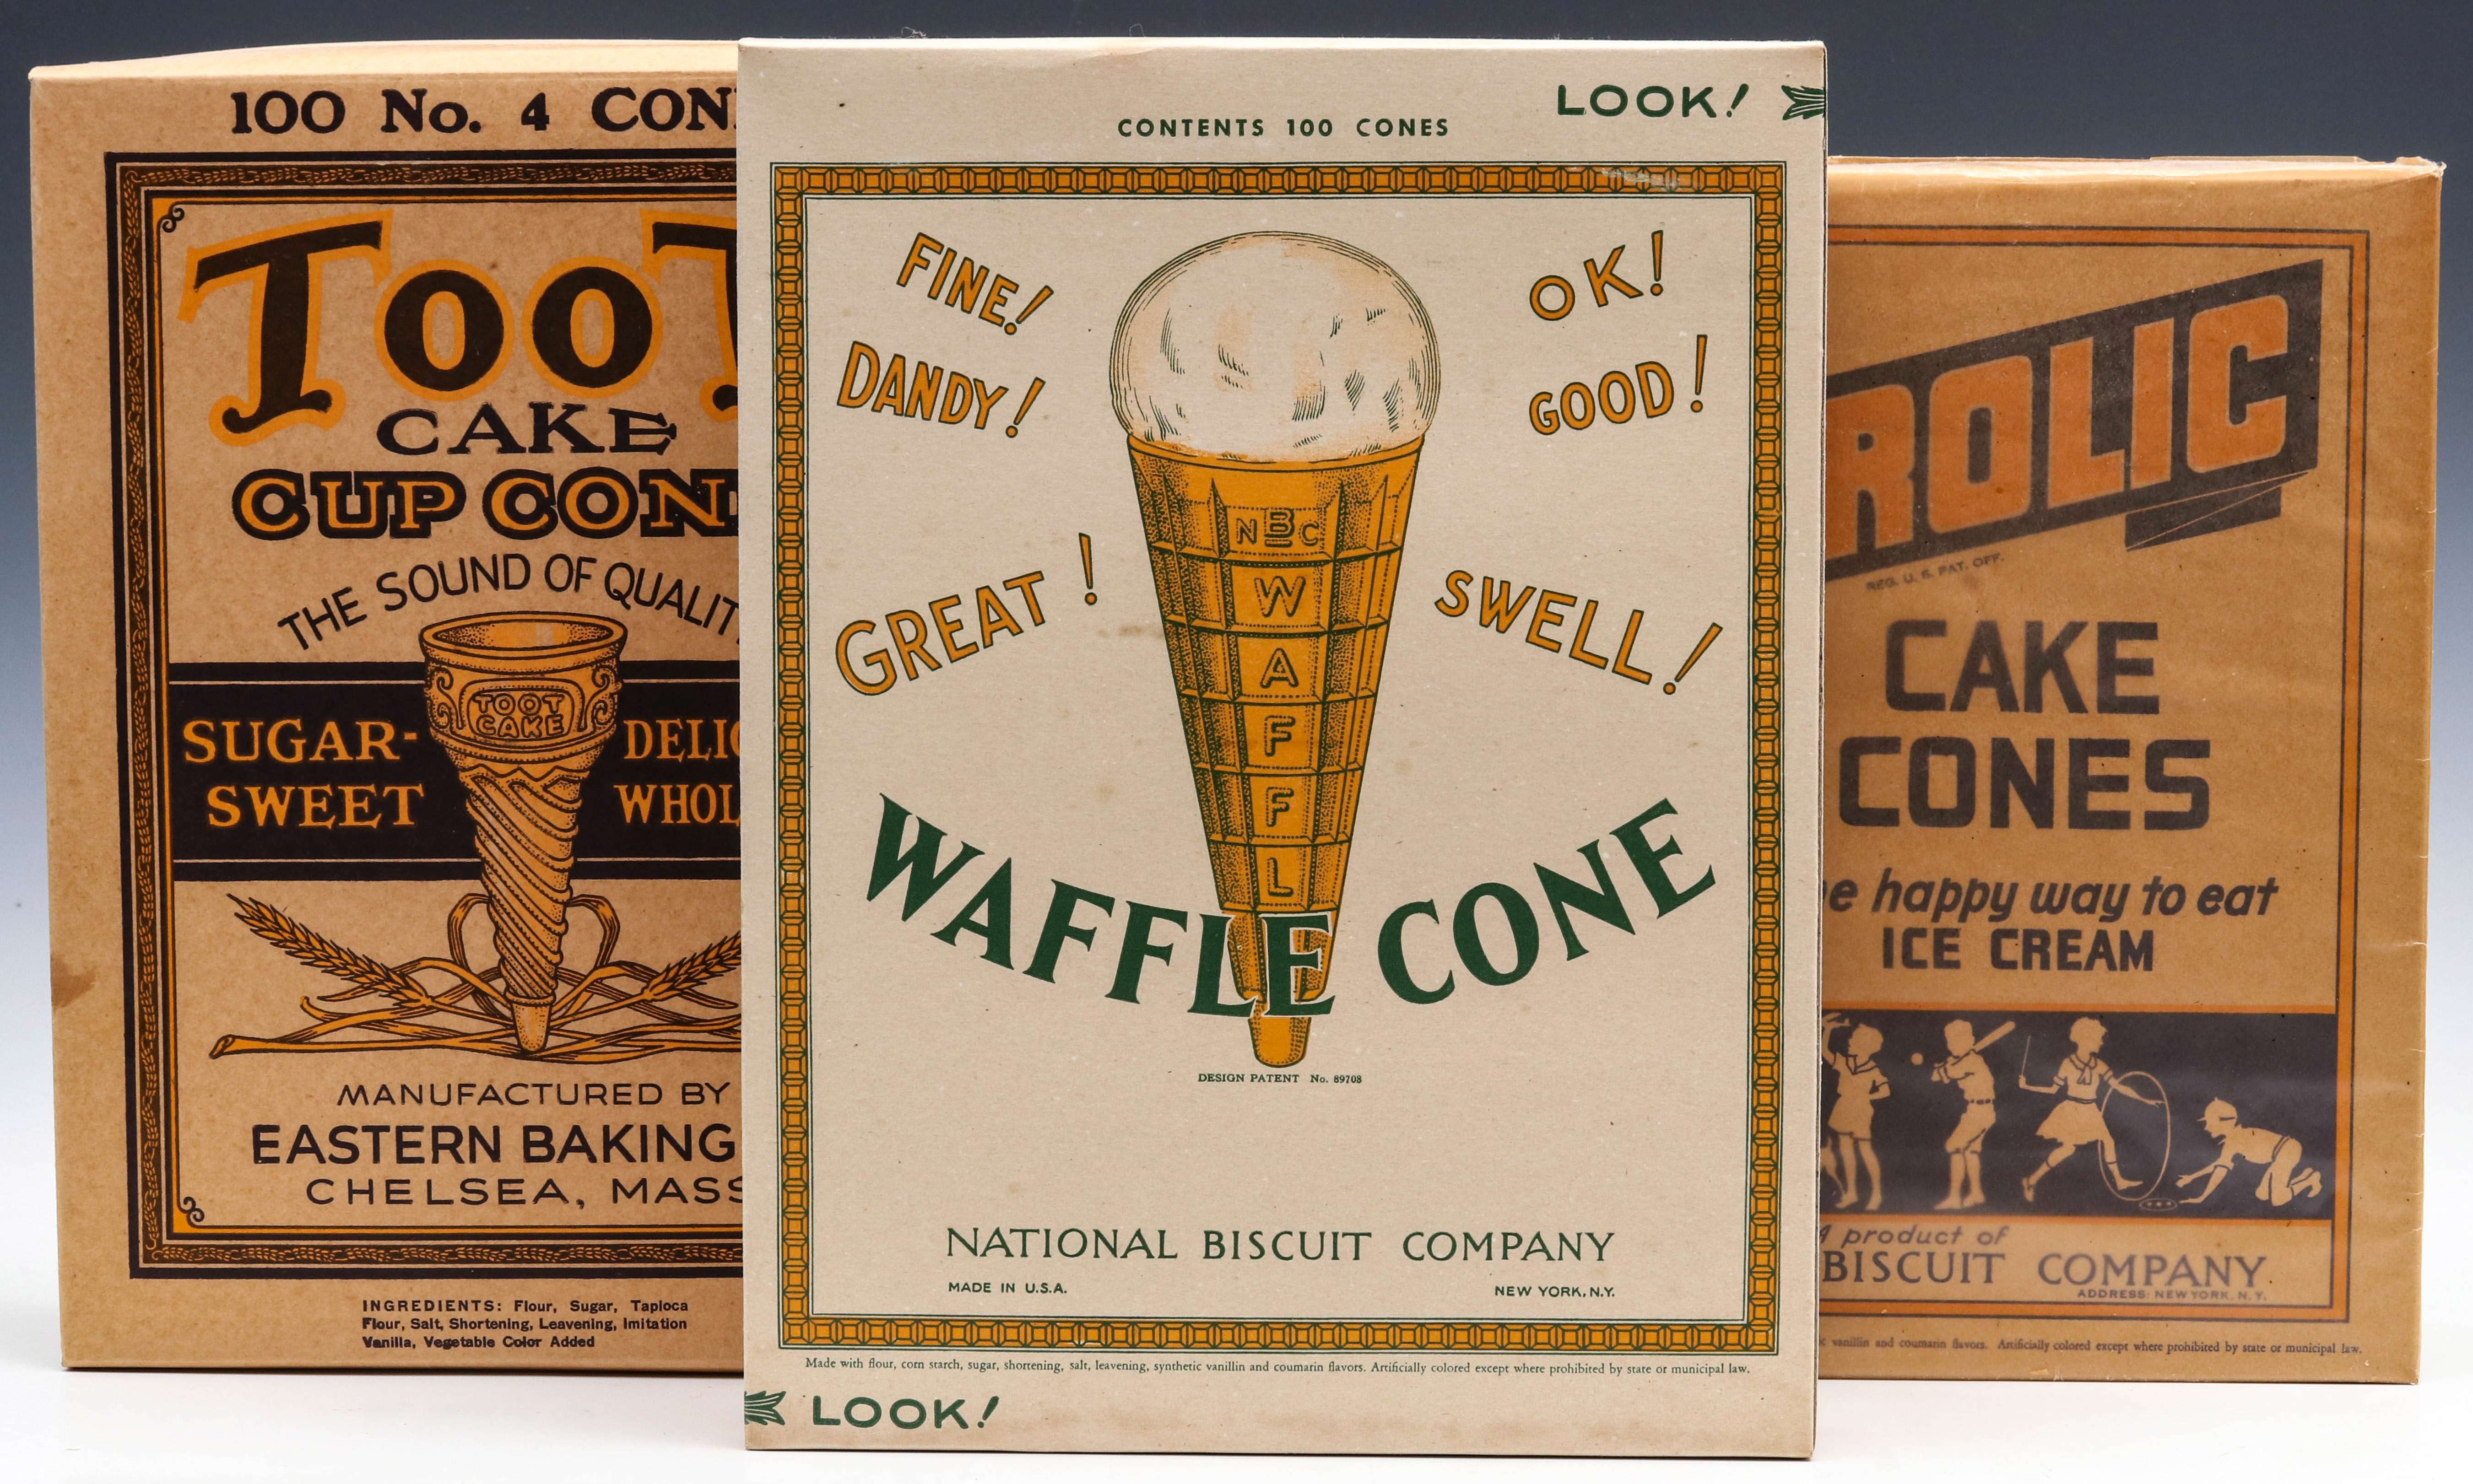 100 No. 4 CON
TOOT
CAKE
CUP CON
THE SOUND OF QUALIT
SUGAR-
SWEET
DELIC
WHOL
TOOT
CAKE
MANUFACTURED BY
EASTERN BAKING
CHELSEA, MASS
INGREDIENTS: Flour, Sugar, Tapioca
Flour, Salt, Shortening, Leavening, Imitation
Vanilla, Vegetable Color Added
LOOK!
CONTENTS 100 CONES
FINE!
DANDY!
OK!
GOOD!
GREAT!
SWELL!
NBC
W
A
F
F
L
E
WAFFLE CONE
DESIGN PATENT No. 89708
NATIONAL BISCUIT COMPANY
MADE IN U.S.A.
NEW YORK, N.Y.
Made with flour, corn starch, sugar, shortening, salt, leavening, synthetic vanillin and coumarin flavors. Artificially colored except where prohibited by state or municipal law.
LOOK!
ROLIC
REG. U. S. PAT. OFF.
CAKE
CONES
e happy way to eat
ICE CREAM
A product of
BISCUIT COMPANY
ADDRESS: NEW YORK, N. Y.
c vanillin and coumarin flavors. Artificially colored except where prohibited by state or municipal law.